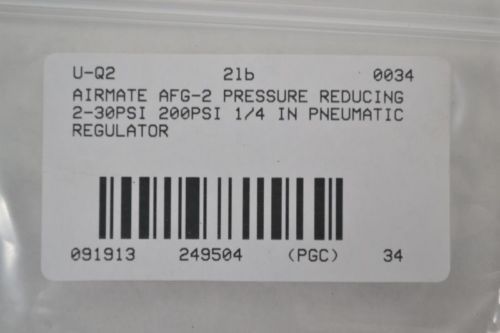 U-Q2 2lb 0034
AIRMATE AFG-2 PRESSURE REDUCING
2-30PSI 200PSI 1/4 IN PNEUMATIC
REGULATOR
091913 249504 (PGC) 34